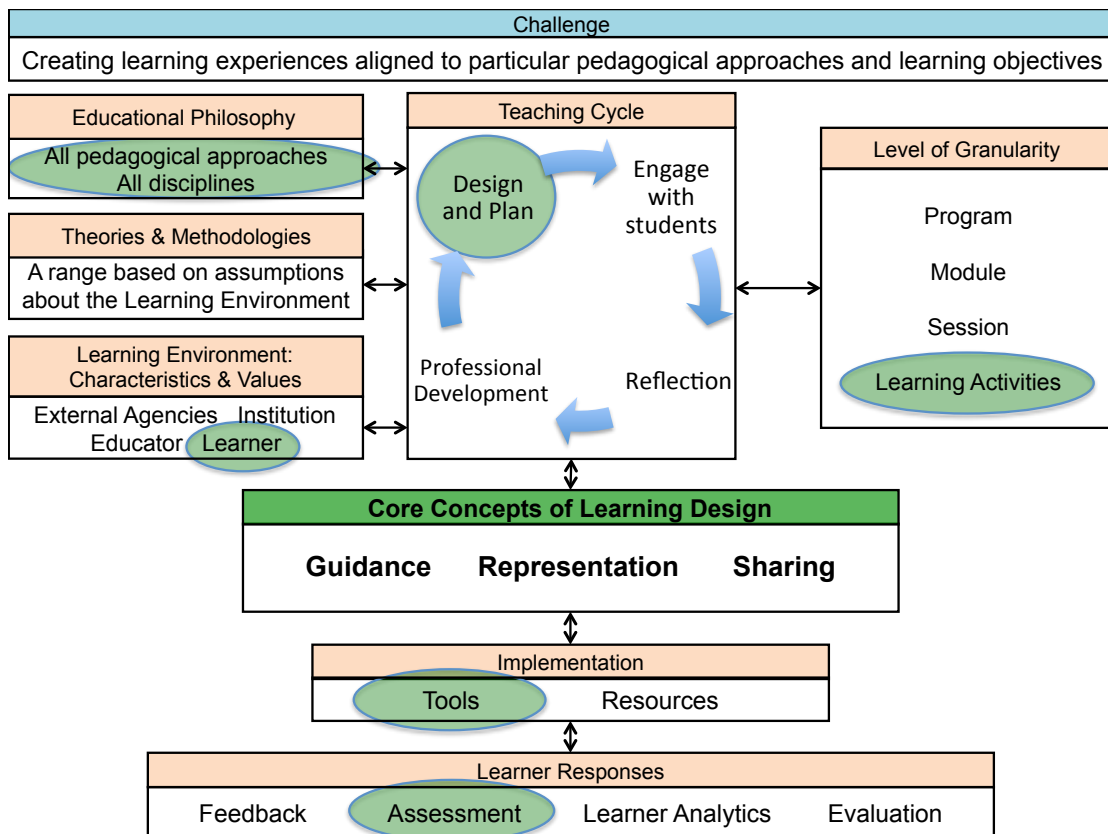 Challenge
Creating learning experiences aligned to particular pedagogical approaches and learning objectives
Educational Philosophy
All pedagogical approaches
All disciplines
Theories & Methodologies
A range based on assumptions
about the Learning Environment
Learning Environment:
Characteristics & Values
External Agencies Institution
Educator Learner
Teaching Cycle
Design
and Plan
Engage
with
students
Reflection
Professional
Development
Level of Granularity
Program
Module
Session
Learning Activities
Core Concepts of Learning Design
Guidance Representation Sharing
Implementation
Tools Resources
Learner Responses
Feedback Assessment Learner Analytics Evaluation